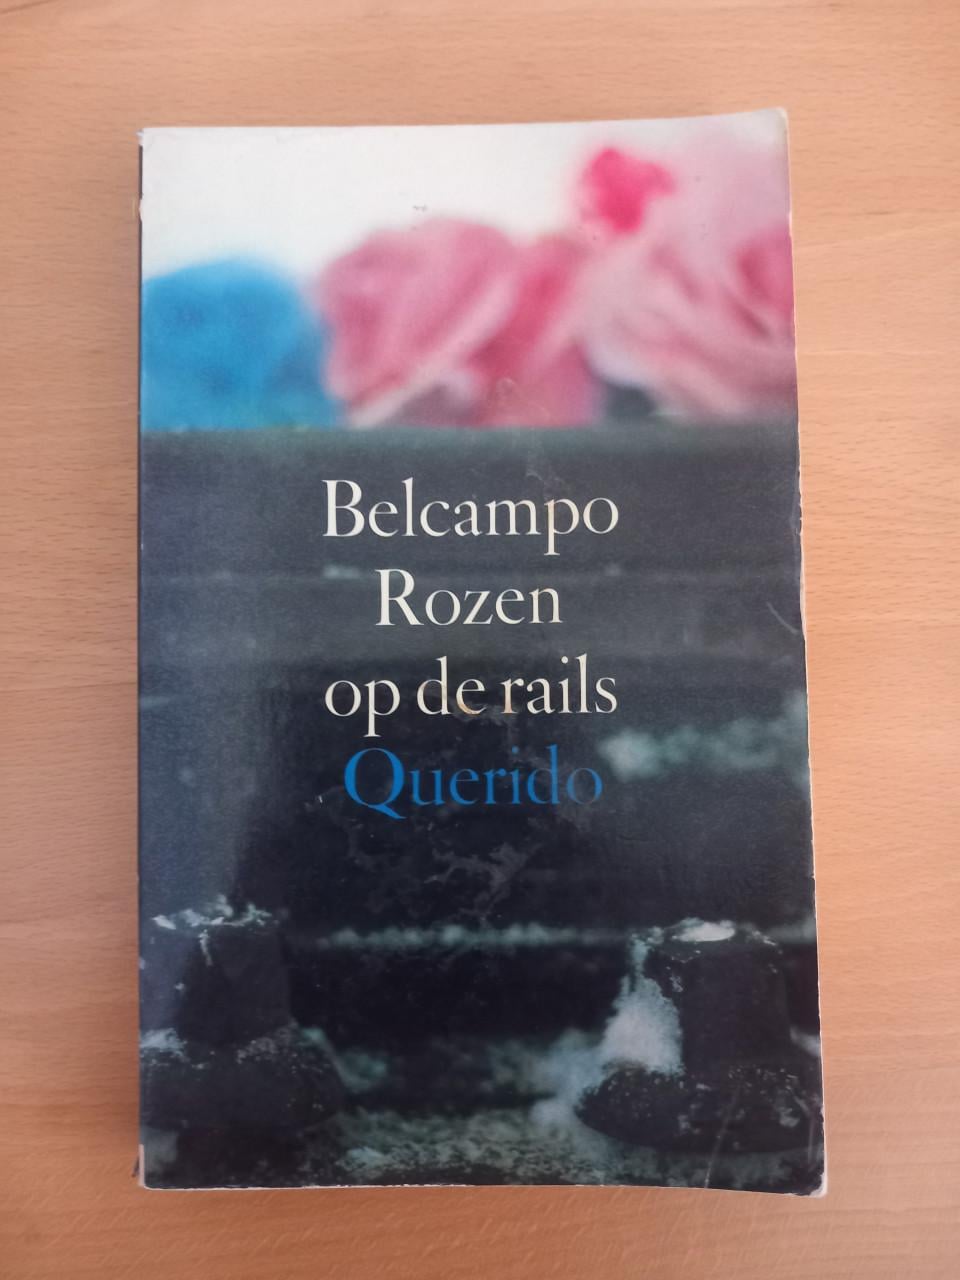 Belcampo
Rozen
op de rails
Querido